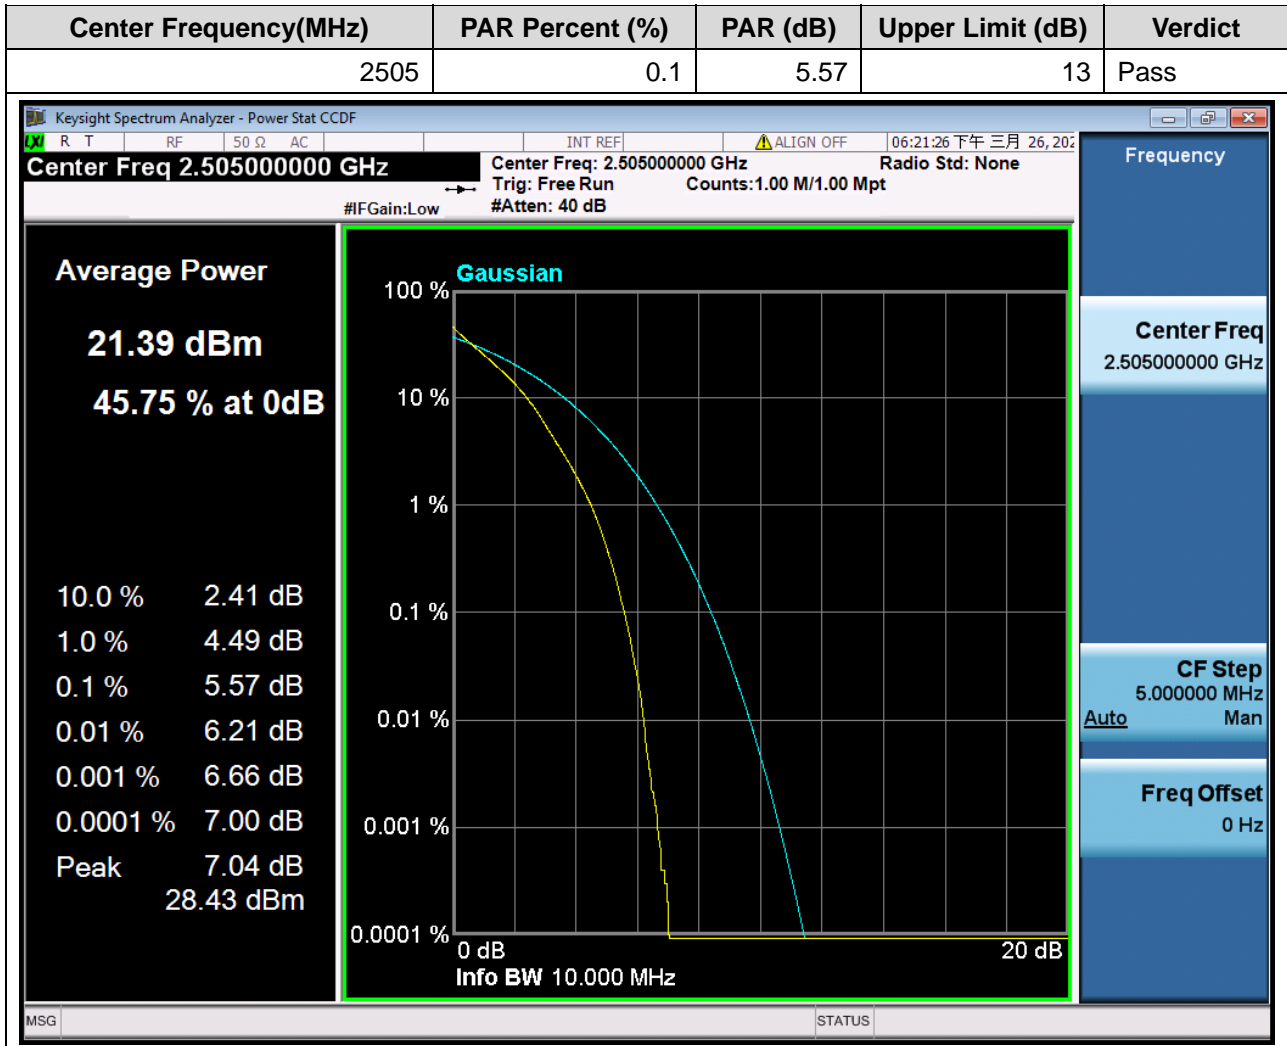 Center Frequency(MHz) PAR Percent (%) PAR (dB) Upper Limit (dB) Verdict
2505 0.1 5.57 13 Pass
Keysight Spectrum Analyzer - Power Stat CCDF
LXI R T RF 50 Ω AC INT REF ALIGN OFF 06:21:26 下午 三月 26, 202
Center Freq 2.505000000 GHz
Center Freq: 2.505000000 GHz Radio Std: None
Trig: Free Run Counts:1.00 M/1.00 Mpt
#IFGain:Low #Atten: 40 dB
Frequency
Center Freq
2.505000000 GHz
CF Step
5.000000 MHz
Auto Man
Freq Offset
0 Hz
Average Power
21.39 dBm
45.75 % at 0dB
10.0 % 2.41 dB
1.0 % 4.49 dB
0.1 % 5.57 dB
0.01 % 6.21 dB
0.001 % 6.66 dB
0.0001 % 7.00 dB
Peak 7.04 dB
28.43 dBm
Gaussian
100 %
10 %
1 %
0.1 %
0.01 %
0.001 %
0.0001 %
0 dB 20 dB
Info BW 10.000 MHz
MSG STATUS